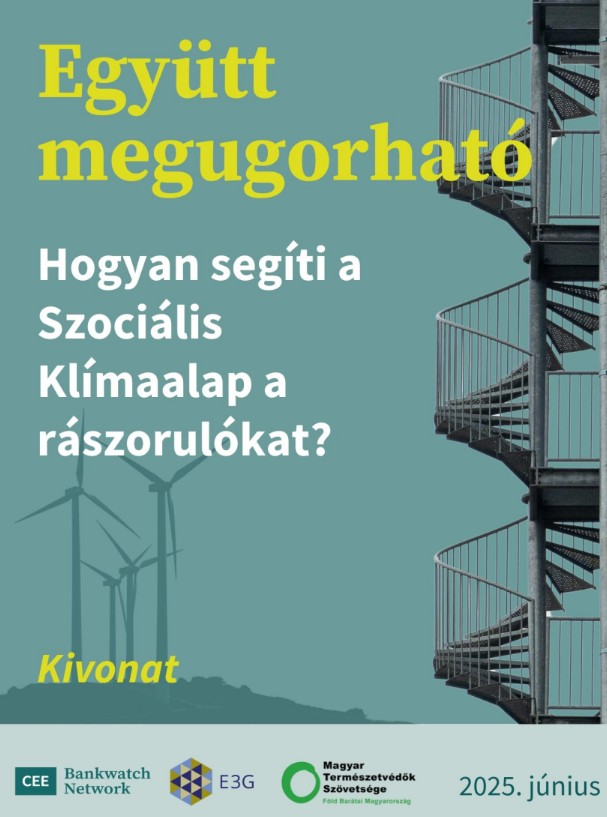 Együtt
megugorható
Hogyan segíti a
Szociális
Klímaalap a
rászorulókat?
Kivonat
CEE
Bankwatch
Network
E3G
Magyar
Természetvédők
Szövetsége
Föld Barátai Magyarország
2025. június